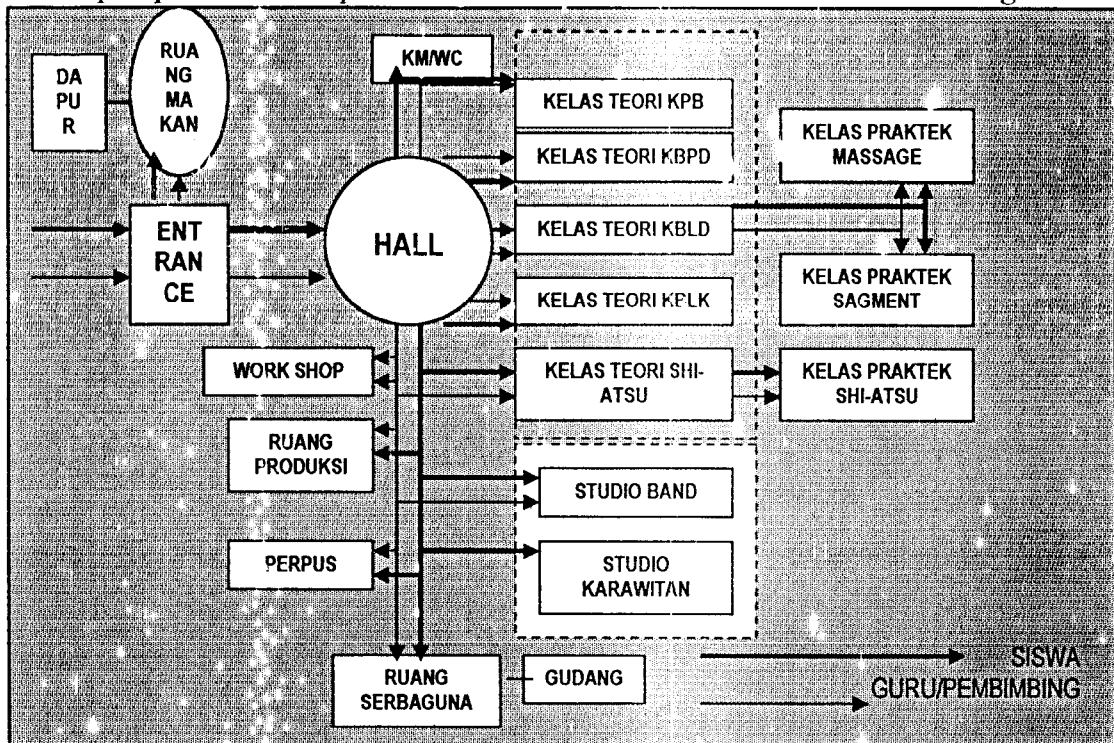 DA
PU
R
RUA
NG
MA
KAN
KM/WC
KELAS TEORI KPB
KELAS TEORI KBPD
KELAS PRAKTEK
MASSAGE
ENT
RAN
CE
HALL
KELAS TEORI KBLD
KELAS PRAKTEK
SAGMENT
KELAS TEORI
WORK SHOP
KELAS TEORI SHI-
ATSU
KELAS PRAKTEK
SHI-ATSU
RUANG
PRODUKSI
STUDIO BAND
PERPUS
STUDIO
KARAWITAN
RUANG
SERBAGUNA
GUDANG
SISWA
GURU/PEMBIMBING